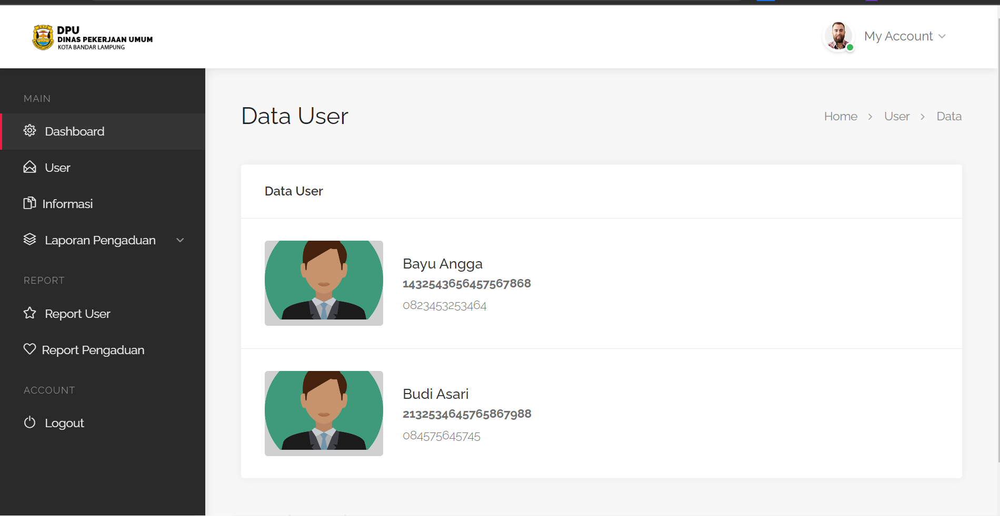 DPU
DINAS PEKERJAAN UMUM
KOTA BANDAR LAMPUNG
My Account
MAIN
Dashboard
User
Informasi
Laporan Pengaduan
REPORT
Report User
Report Pengaduan
ACCOUNT
Logout
Data User
Home > User > Data
Data User
Bayu Angga
1432543656457567868
0823453253464
Budi Asari
2132534645765867988
084575645745